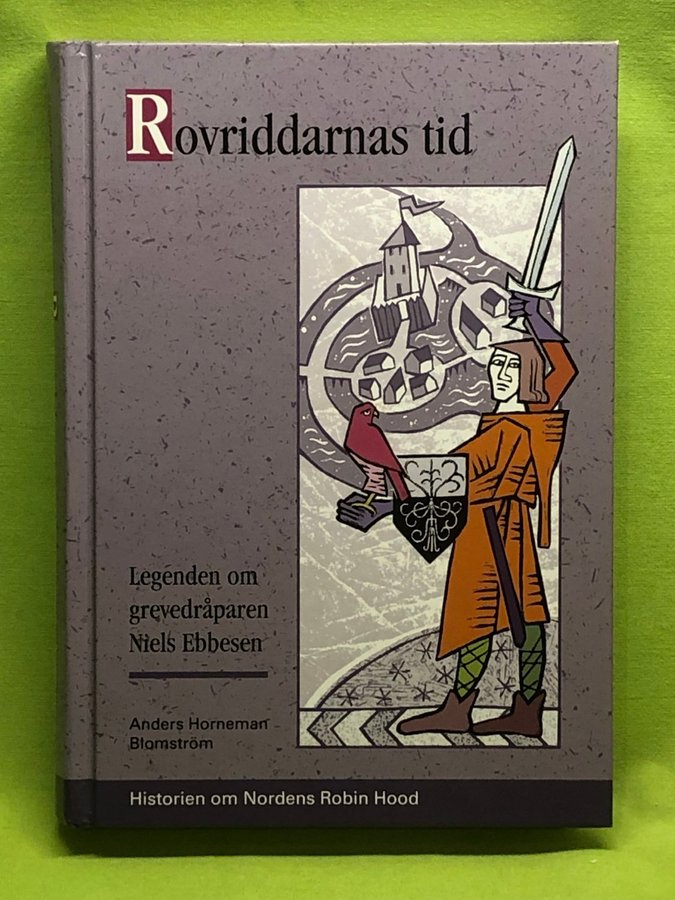 Rovriddarnas tid
Legenden om
grevedråparen
Niels Ebbesen
Anders Horneman
Blomström
Historien om Nordens Robin Hood